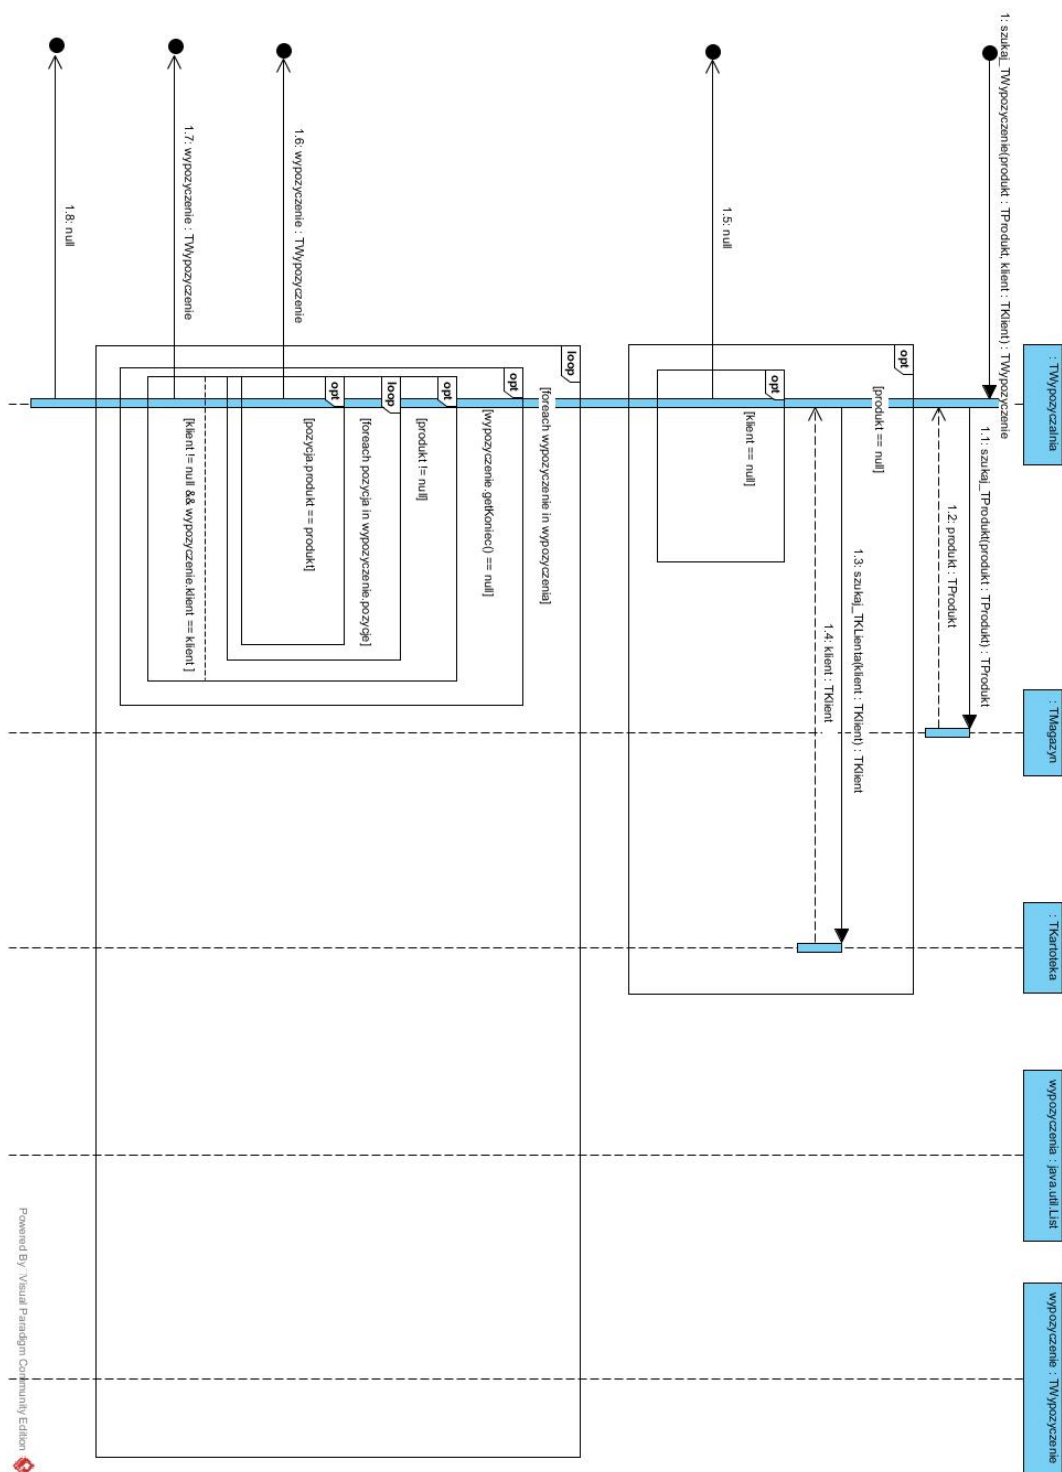 : TWypozyczalnia
: TMagazyn
: TKartoteka
wypozyczenia : java.util.List
wypozyczenie : TWypozyczenie
1: szukaj_TWypozyczenie(produkt : TProdukt, klient : TKlient) : TWypozyczenie
1.1: szukaj_TProdukt(produkt : TProdukt) : TProdukt
1.2: produkt : TProdukt
opt
[produkt == null]
1.3: szukaj_TKLienta(klient : TKlient) : TKlient
1.4: klient : TKlient
opt
[klient == null]
1.5: null
loop
[foreach wypozyczenie in wypozyczenia]
opt
[wypozyczenie.getKoniec() == null]
opt
[produkt != null]
loop
[foreach pozycja in wypozyczenie.pozycje]
opt
[pozycja.produkt == produkt]
1.6: wypozyczenie : TWypozyczenie
[klient != null && wypozyczenie.klient == klient ]
1.7: wypozyczenie : TWypozyczenie
1.8: null
Powered By Visual Paradigm Community Edition